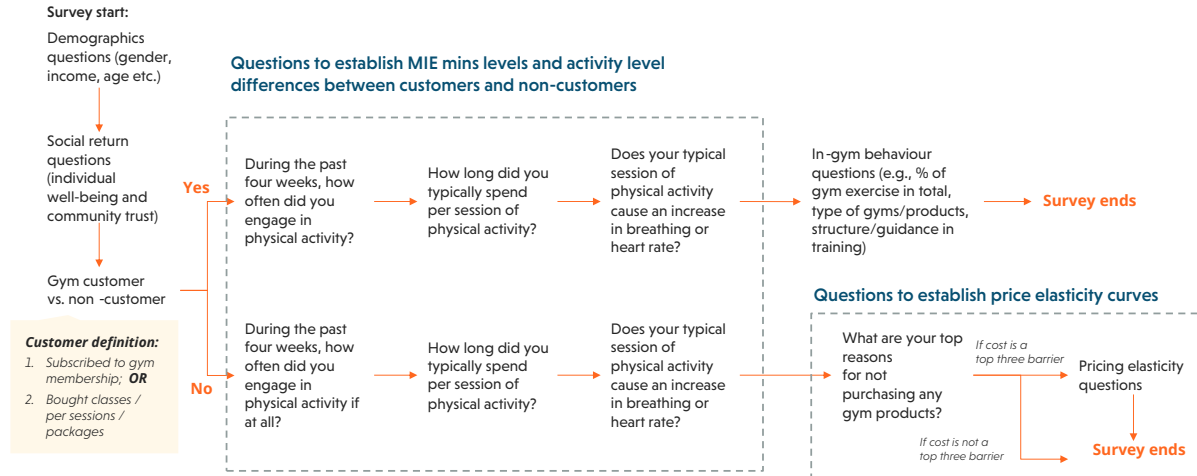 Survey start:
Demographics
questions (gender,
income, age etc.)
Social return
questions
(individual
well-being and
community trust)
Gym customer
vs. non -customer
Customer definition:
1. Subscribed to gym
membership; OR
2. Bought classes /
per sessions /
packages
Yes
No
Questions to establish MIE mins levels and activity level
differences between customers and non-customers
During the past
four weeks, how
often did you
engage in
physical activity?
How long did you
typically spend
per session of
physical activity?
Does your typical
session of
physical activity
cause an increase
in breathing or
heart rate?
In-gym behaviour
questions (e.g., % of
gym exercise in total,
type of gyms/products,
structure/guidance in
training)
Survey ends
During the past
four weeks, how
often did you
engage in
physical activity if
at all?
How long did you
typically spend
per session of
physical activity?
Does your typical
session of
physical activity
cause an increase
in breathing or
heart rate?
Questions to establish price elasticity curves
What are your top
reasons
for not
purchasing any
gym products?
If cost is a
top three barrier
Pricing elasticity
questions
If cost is not a
top three barrier
Survey ends